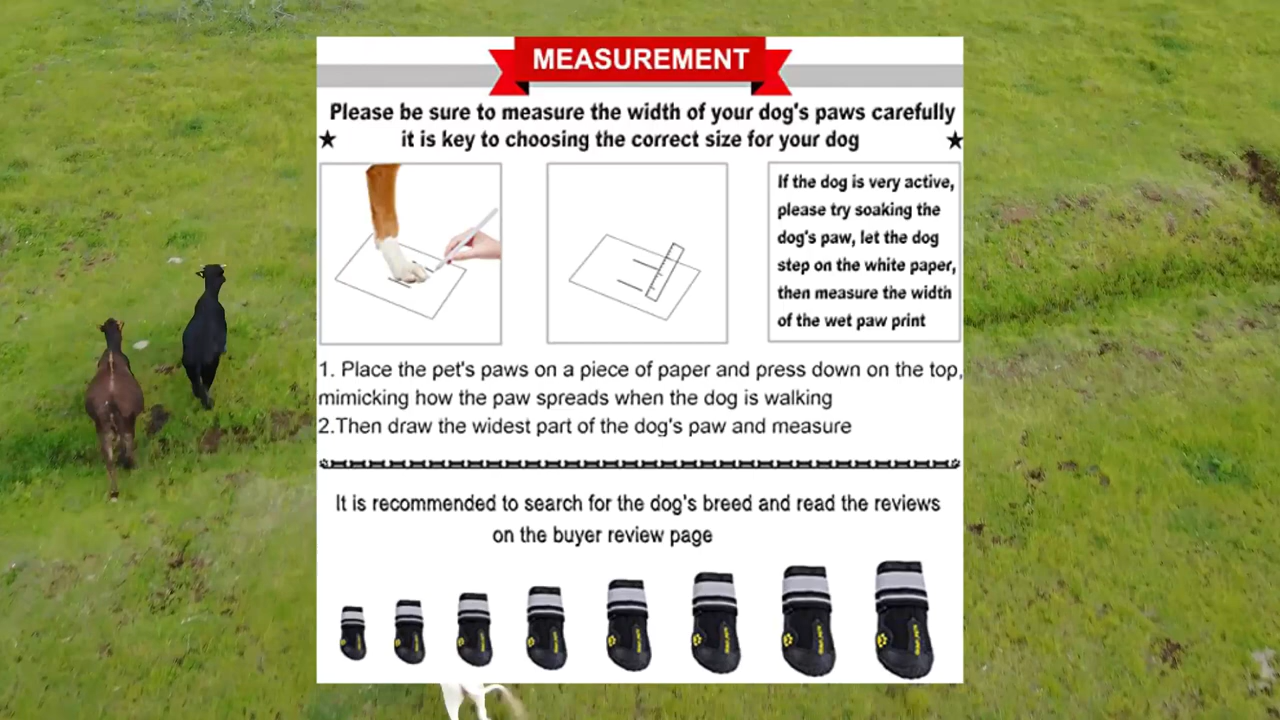 MEASUREMENT
Please be sure to measure the width of your dog's paws carefully
it is key to choosing the correct size for your dog
If the dog is very active,
please try soaking the
dog's paw, let the dog
step on the white paper,
then measure the width
of the wet paw print
1. Place the pet's paws on a piece of paper and press down on the top,
mimicking how the paw spreads when the dog is walking
2.Then draw the widest part of the dog's paw and measure
It is recommended to search for the dog's breed and read the reviews
on the buyer review page